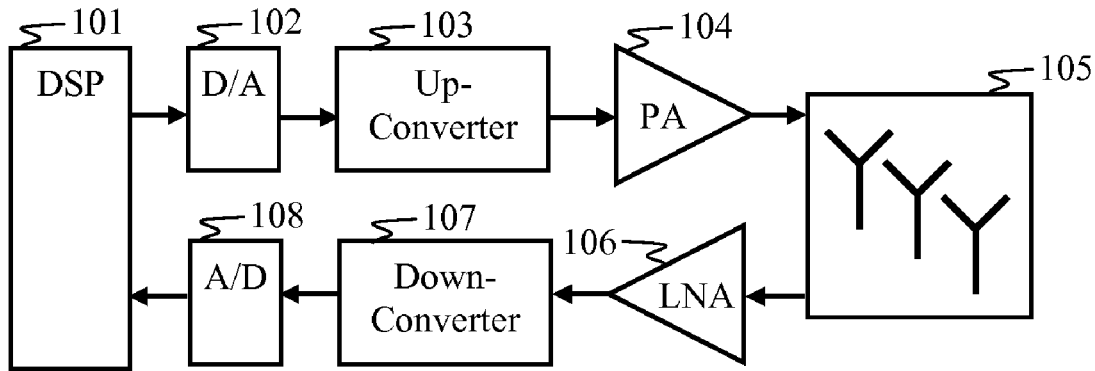 101
102
103
104
105
DSP
D/A
Up-
Converter
PA
108
107
106
A/D
Down-
Converter
LNA